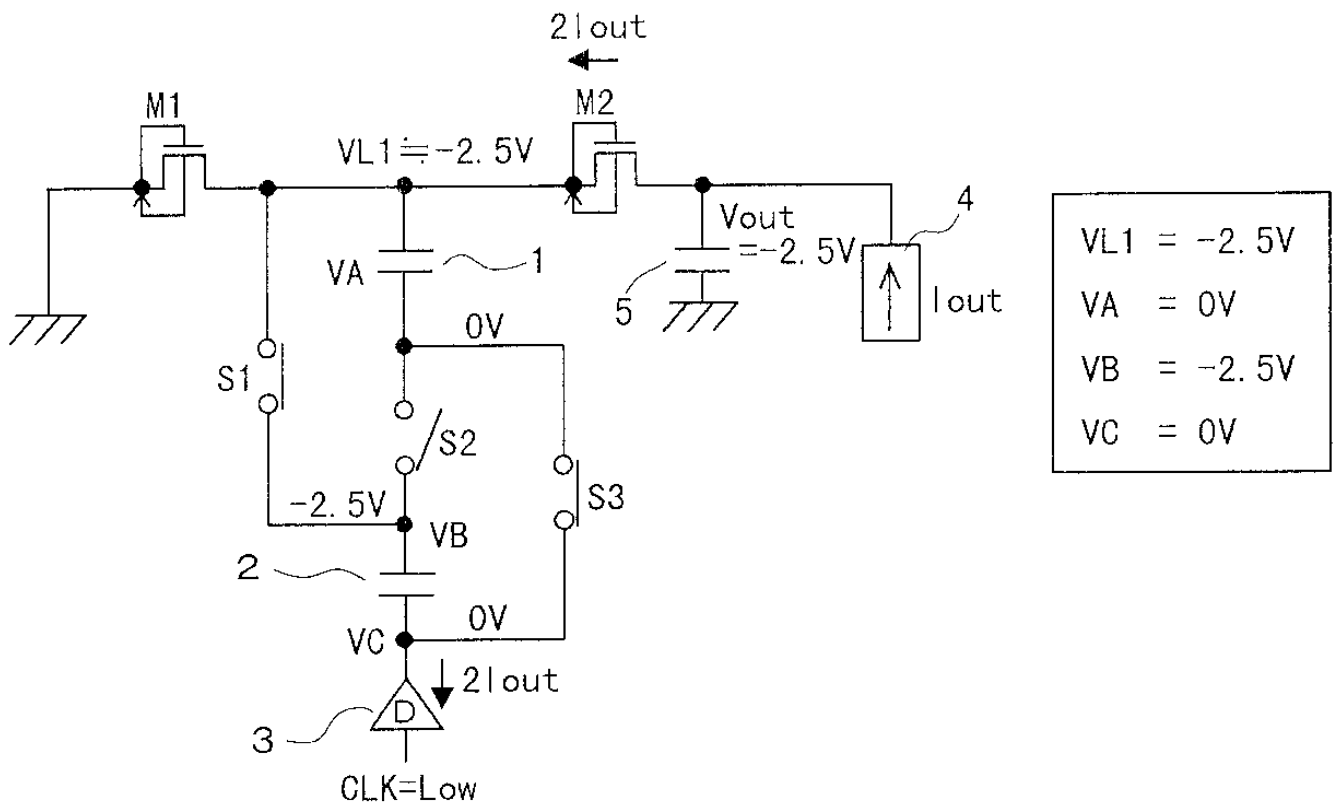 2Iout
M1
M2
VL1≒-2.5V
Vout
=-2.5V
4
VA
1
5
Iout
0V
S1
S2
S3
-2.5V
VB
2
0V
VC
2Iout
D
3
CLK=Low
VL1 = -2.5V
VA = 0V
VB = -2.5V
VC = 0V